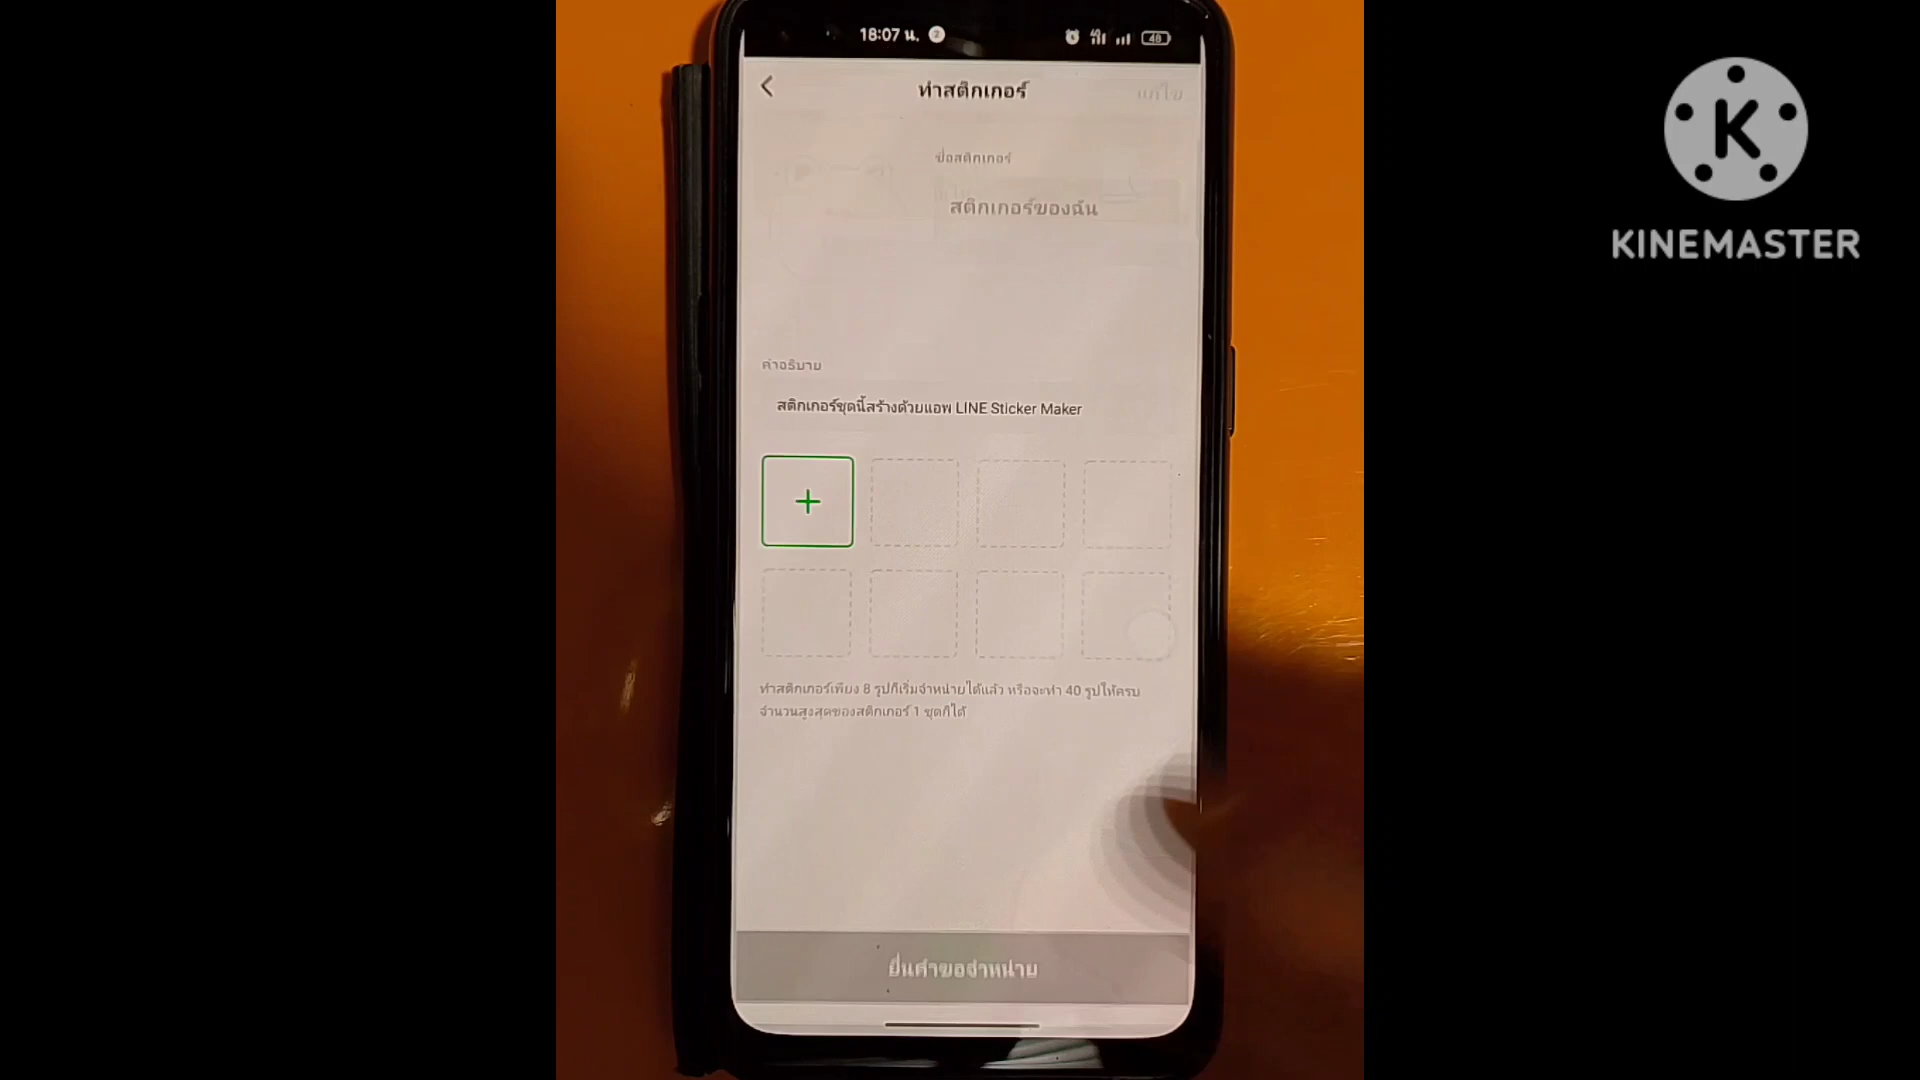 18:07 น.
48
ทำสติกเกอร์
แก้ไข
ชื่อสติกเกอร์
สติกเกอร์ของฉัน
คำอธิบาย
สติกเกอร์ชุดนี้สร้างด้วยแอพ LINE Sticker Maker
ทำสติกเกอร์เพียง 8 รูปก็เริ่มจำหน่ายได้แล้ว หรือจะทำ 40 รูปให้ครบ
จำนวนสูงสุดของสติกเกอร์ 1 ชุดก็ได้
ยื่นคำขอจำหน่าย
KINEMASTER